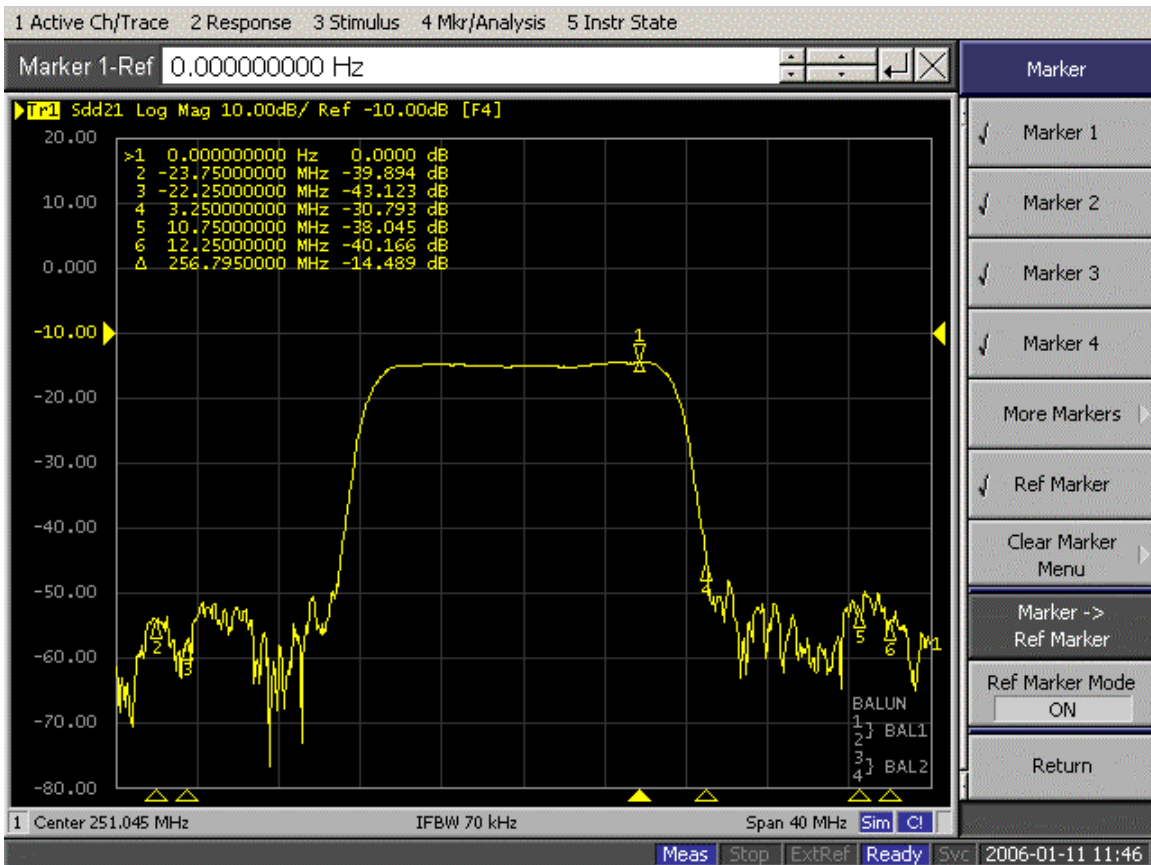 1 Active Ch/Trace 2 Response 3 Stimulus 4 Mkr/Analysis 5 Instr State
Marker 1-Ref 0.000000000 Hz
Marker
Tr1 Sdd21 Log Mag 10.00dB/ Ref -10.00dB [F4]
20.00
10.00
0.000
-10.00
-20.00
-30.00
-40.00
-50.00
-60.00
-70.00
-80.00
>1 0.000000000 Hz 0.0000 dB
2 -23.75000000 MHz -39.894 dB
3 -22.25000000 MHz -43.123 dB
4 3.250000000 MHz -30.793 dB
5 10.75000000 MHz -38.045 dB
6 12.25000000 MHz -40.166 dB
Δ 256.7950000 MHz -14.489 dB
1
2
3
4
5
6
1
BALUN
1
2} BAL1
3
4} BAL2
1 Center 251.045 MHz IFBW 70 kHz Span 40 MHz Sim C!
Marker 1
Marker 2
Marker 3
Marker 4
More Markers
Ref Marker
Clear Marker
Menu
Marker ->
Ref Marker
Ref Marker Mode
ON
Return
Meas Stop ExtRef Ready Svc 2006-01-11 11:46